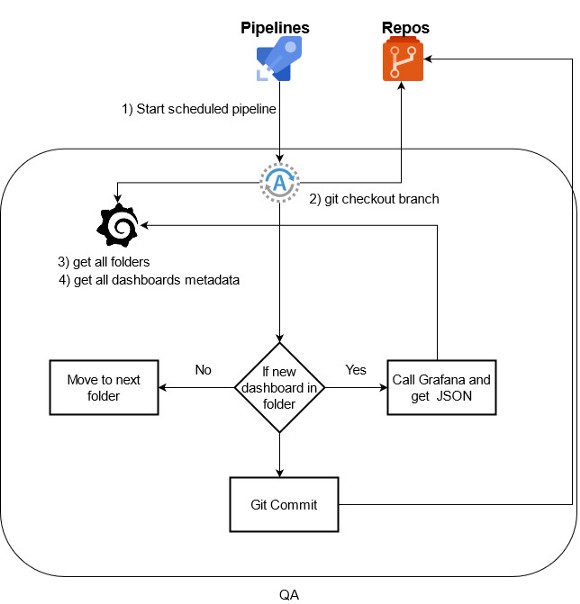 Pipelines
Repos
1) Start scheduled pipeline
A
2) git checkout branch
3) get all folders
4) get all dashboards metadata
No
If new
dashboard in
folder
Yes
Move to next
folder
Call Grafana and
get JSON
Git Commit
QA